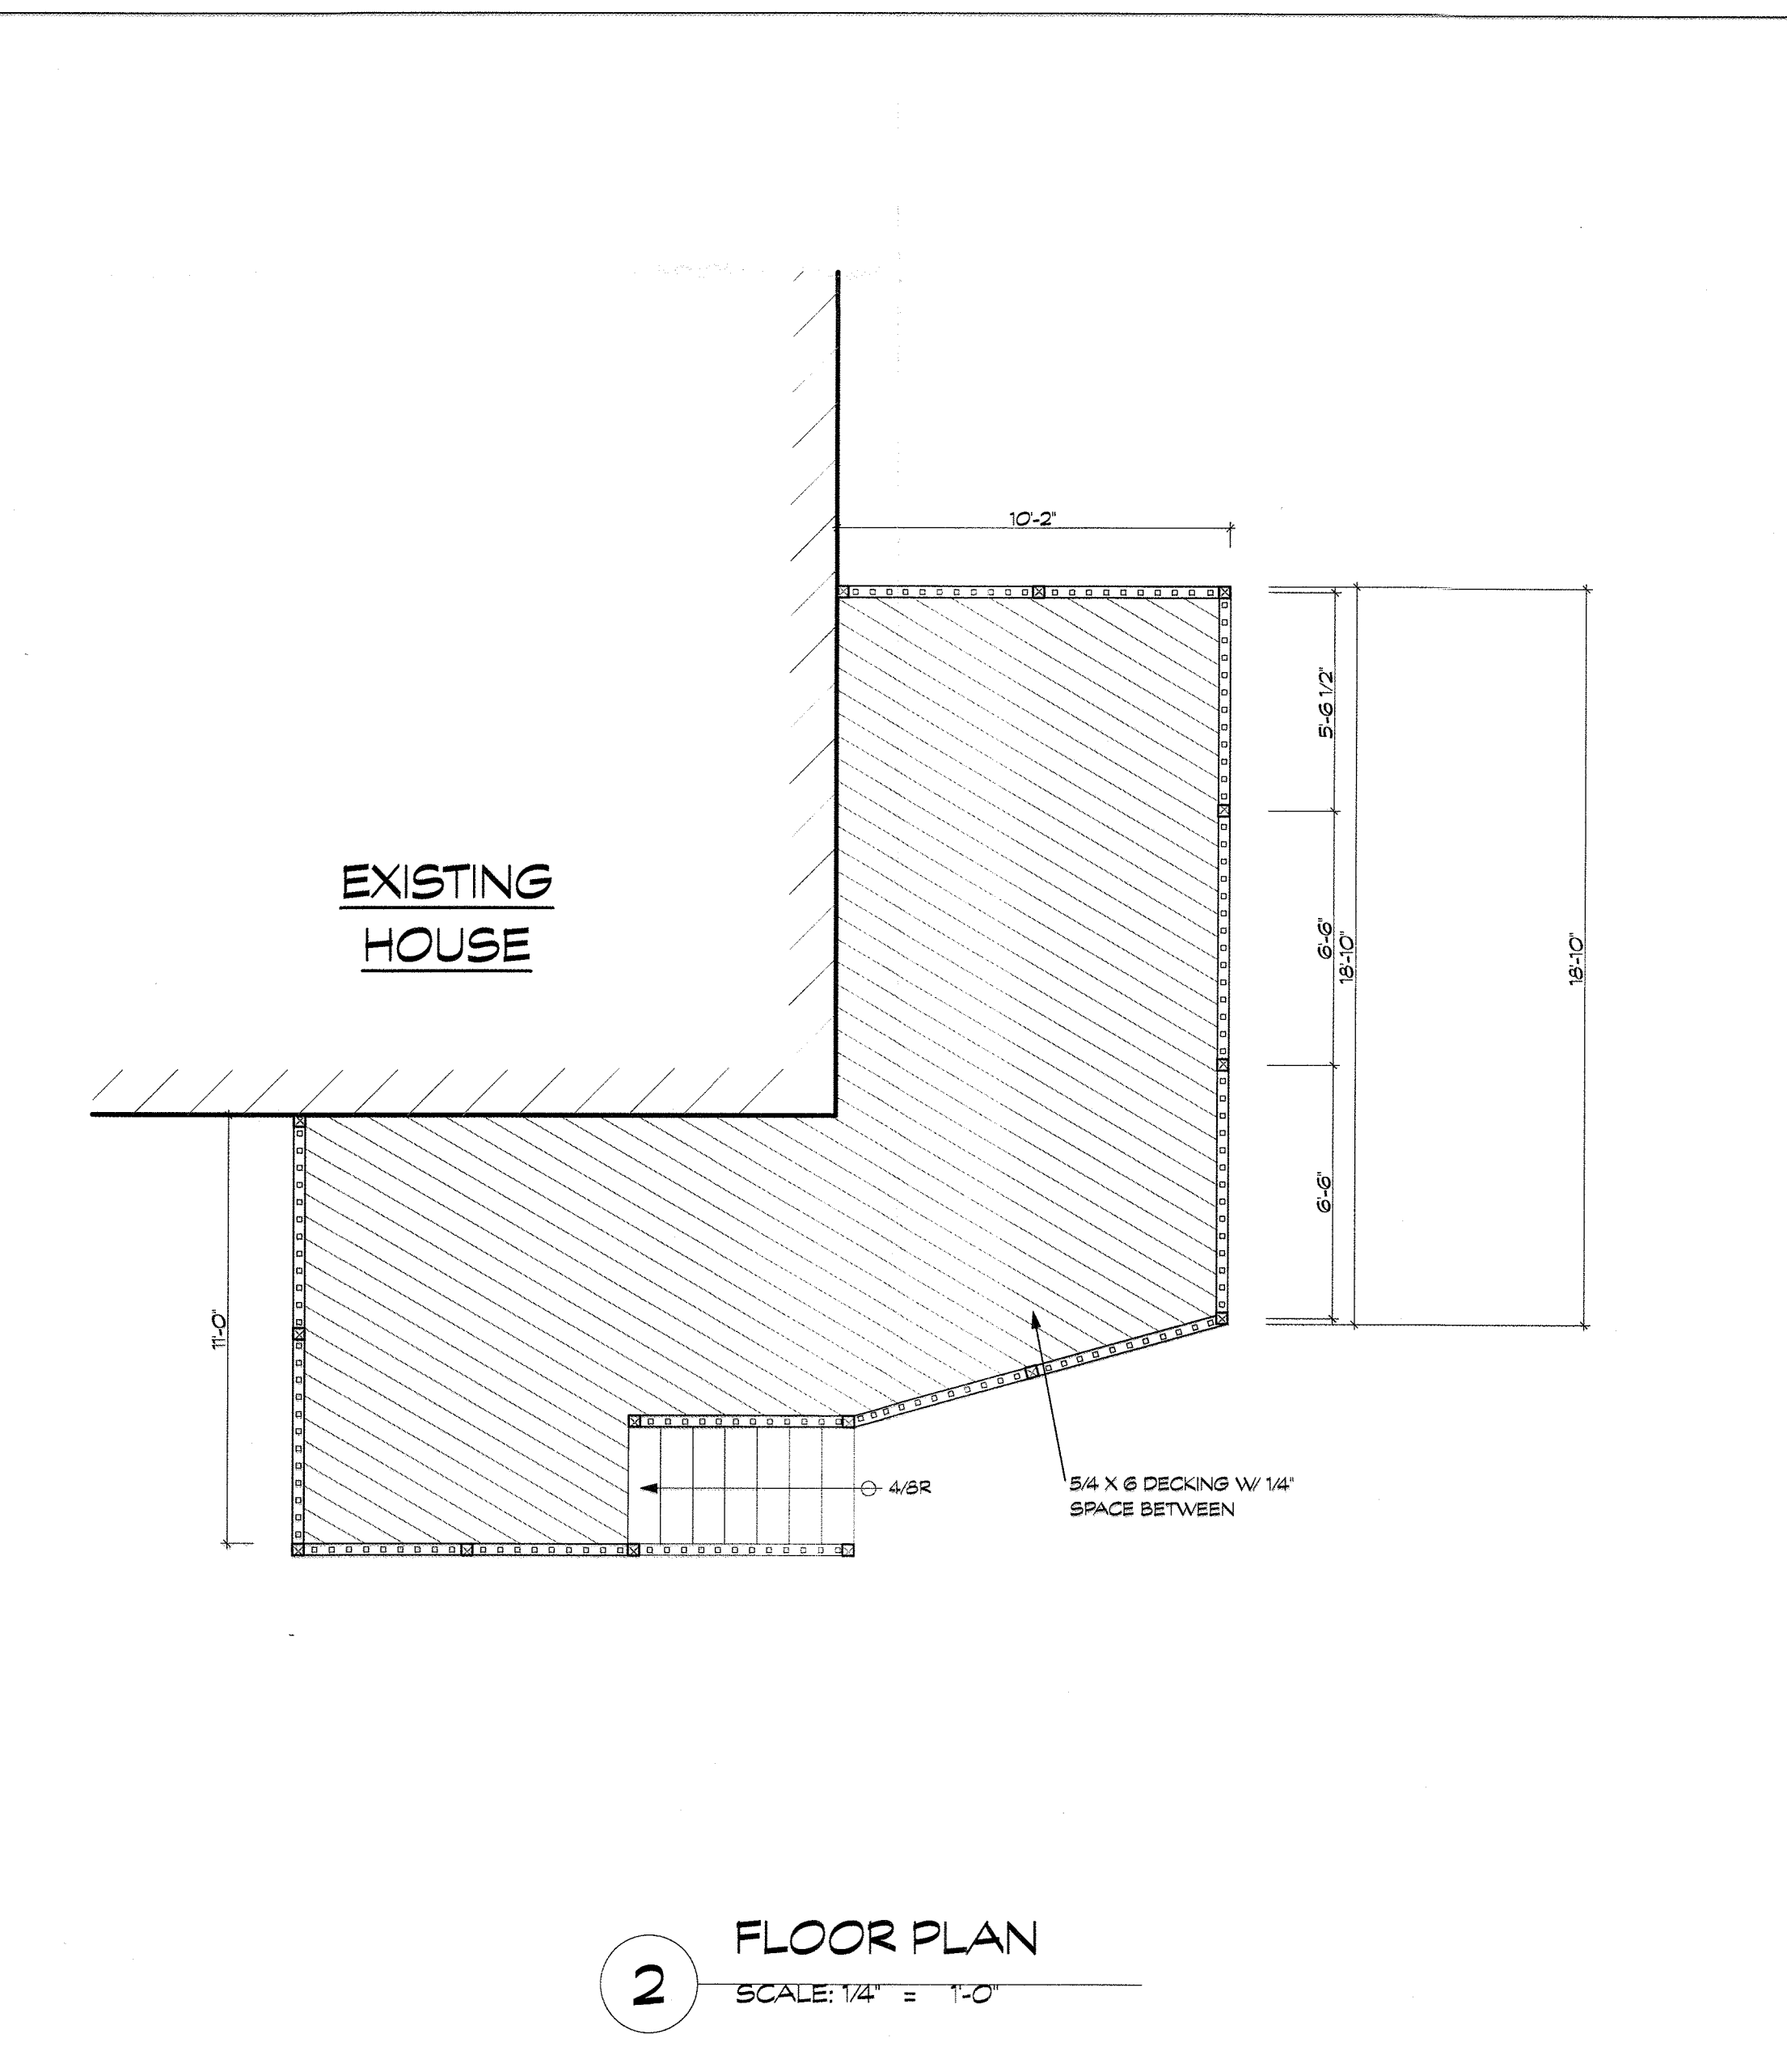 10'-2"
5'-6 1/2"
EXISTING
HOUSE
6'-6"
18'-10"
18'-10"
6'-6"
11'-0"
4/8R
5/4 X 6 DECKING W/ 1/4"
SPACE BETWEEN
FLOOR PLAN
2
SCALE: 1/4" = 1'-0"